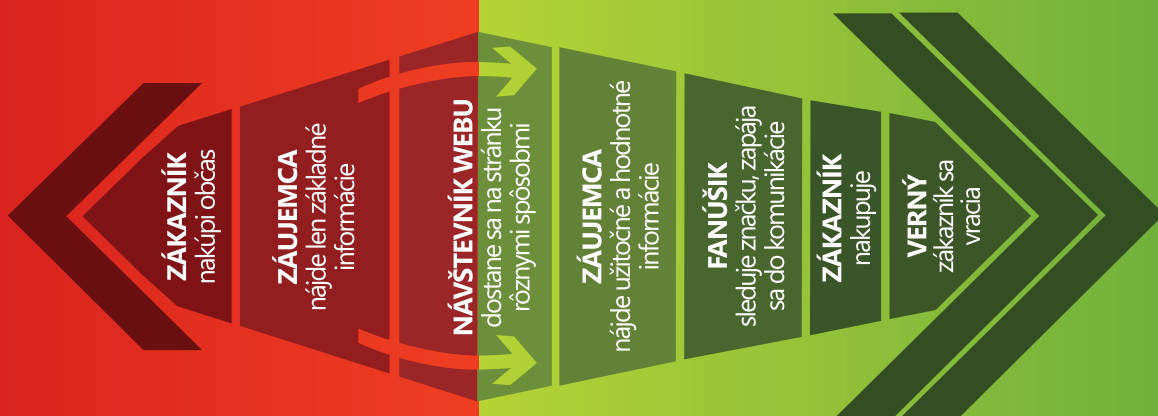 ZÁKAZNÍK
nakúpi občas
ZÁUJEMCA
nájde len základné
informácie
NÁVŠTEVNÍK WEBU
dostane sa na stránku
rôznymi spôsobmi
ZÁUJEMCA
nájde užitočné a hodnotné
informácie
FANÚŠIK
sleduje značku, zapája
sa do komunikácie
ZÁKAZNÍK
nakupuje
VERNÝ
zákazník sa
vracia